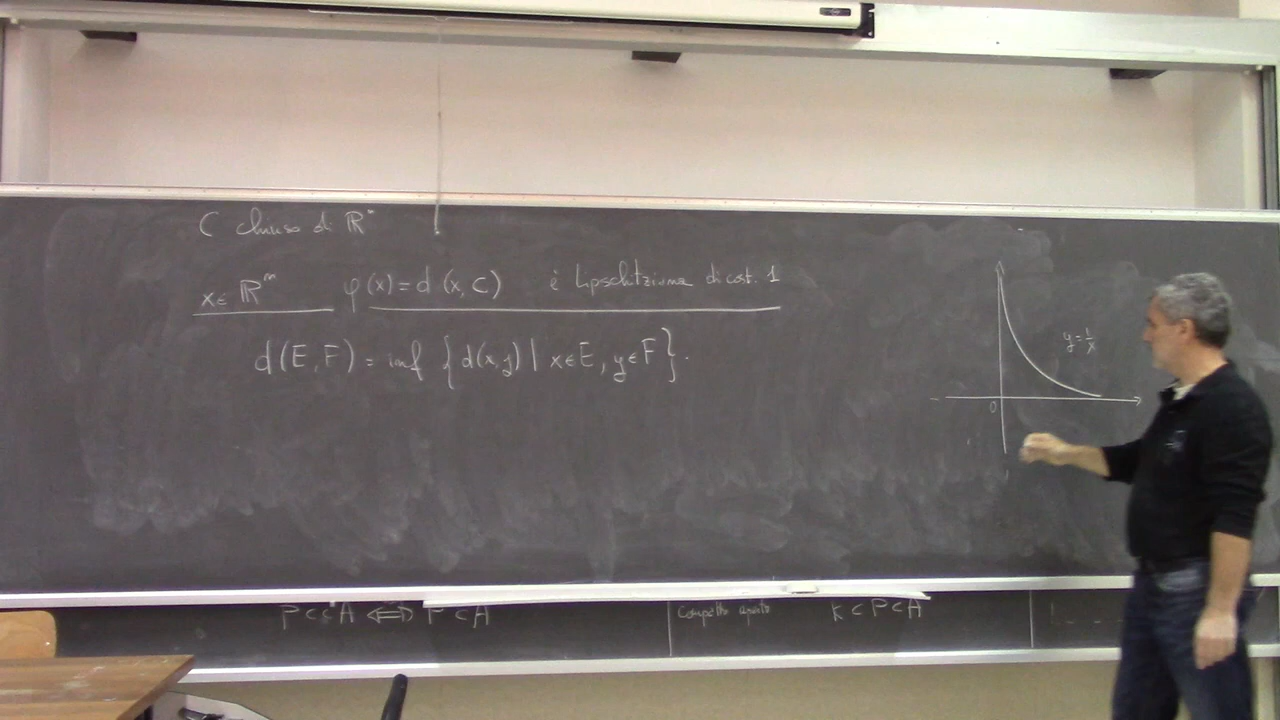 C chiuso di ℝⁿ
x∈ ℝⁿ φ(x)=d(x,C) è Lipschitziana di cost. 1
d(E,F) = inf {d(x,y) | x∈E, y∈F}.
y=1/x
0
P⊂⊂A ⟺ P̄⊂A
Compatto aperto K⊂P⊂A